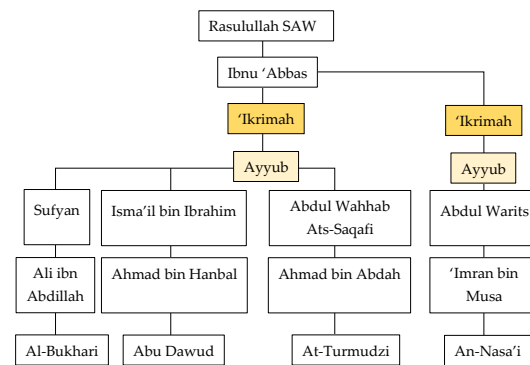 Rasulullah SAW
Ibnu ‘Abbas
‘Ikrimah
‘Ikrimah
Ayyub
Ayyub
Sufyan
Isma’il bin Ibrahim
Abdul Wahhab
Ats-Saqafi
Abdul Warits
Ali ibn
Abdillah
Ahmad bin Hanbal
Ahmad bin Abdah
‘Imran bin
Musa
Al-Bukhari
Abu Dawud
At-Turmudzi
An-Nasa’i